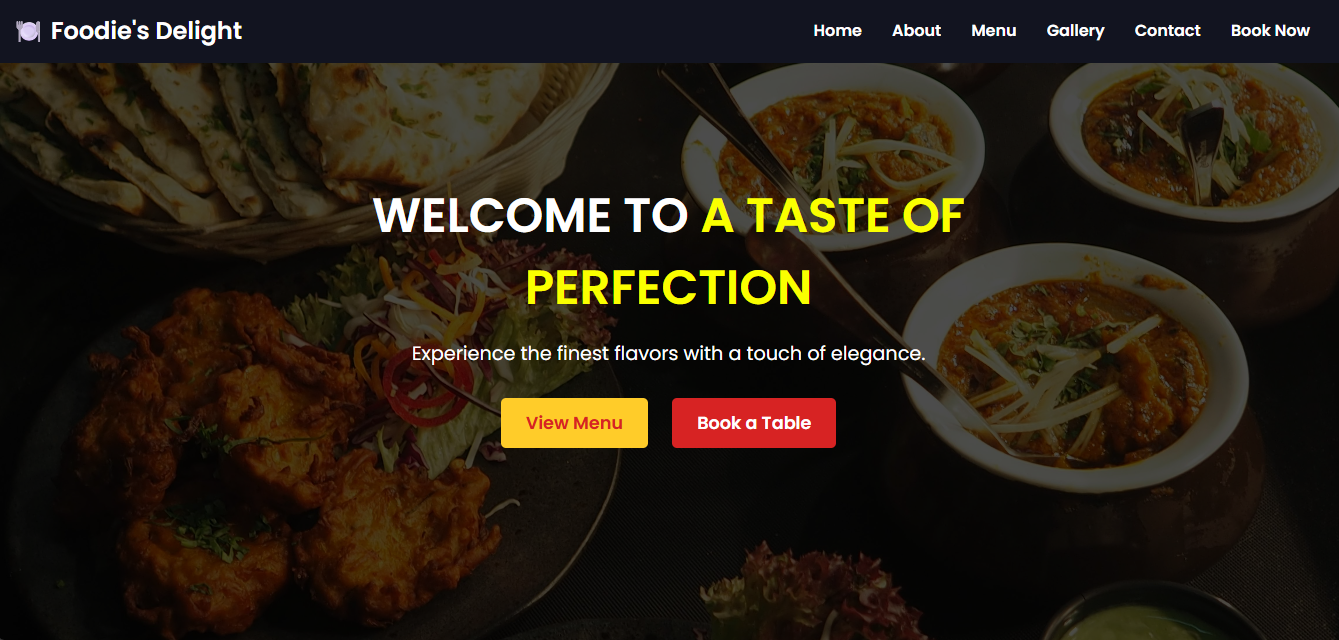 Foodie's Delight
Home About Menu Gallery Contact Book Now
WELCOME TO A TASTE OF
PERFECTION
Experience the finest flavors with a touch of elegance.
View Menu Book a Table